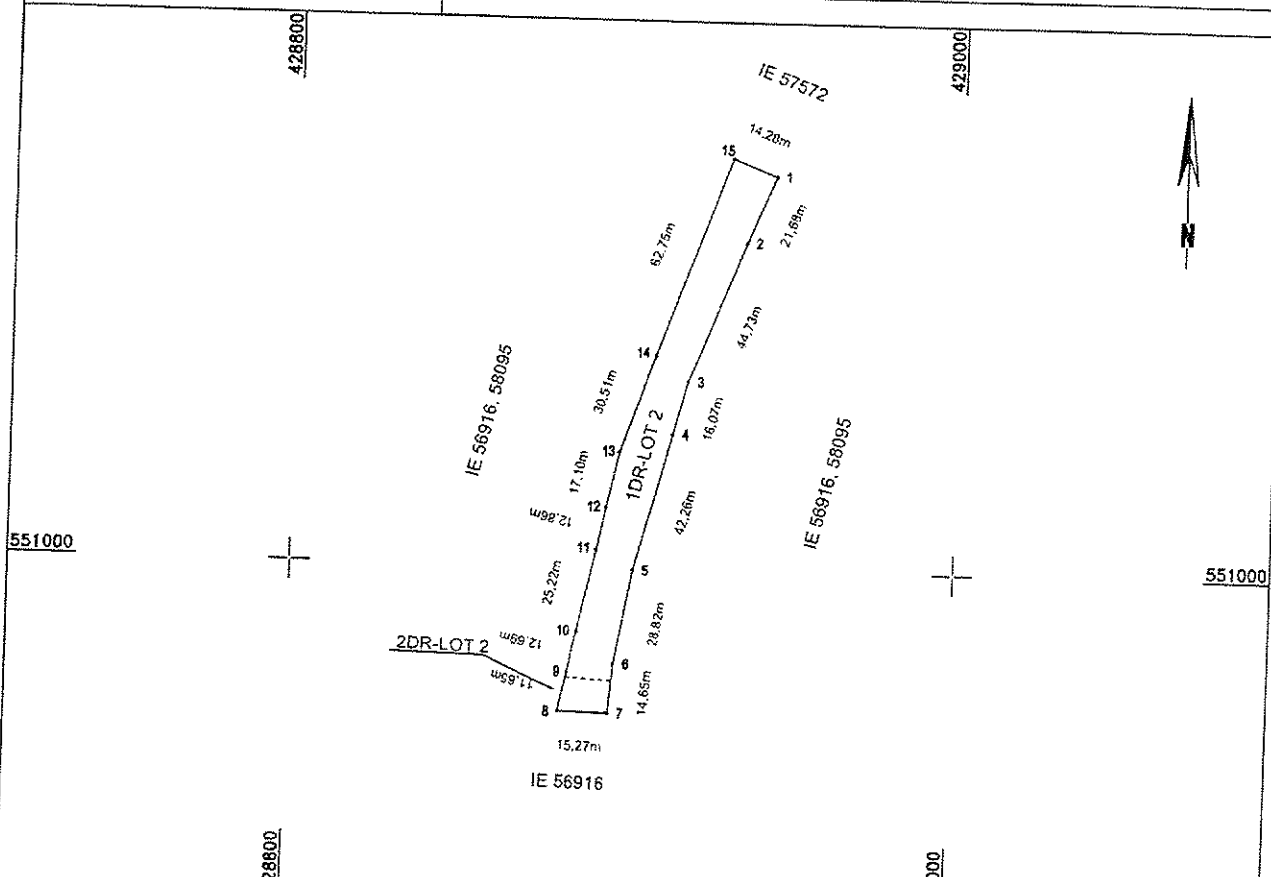 428800
429000
IE 57572
14.28m
15
1
21.68m
2
62.75m
44.73m
14
3
30.51m
IE 56916, 58095
16.07m
4
1DR-LOT 2
13
17.10m
IE 56916, 58095
12
12.86m
42.26m
11
551000
5
551000
25.22m
10
28.82m
12.69m
2DR-LOT 2
9
6
11.65m
14.65m
8
7
15.27m
IE 56916
28800
000
N